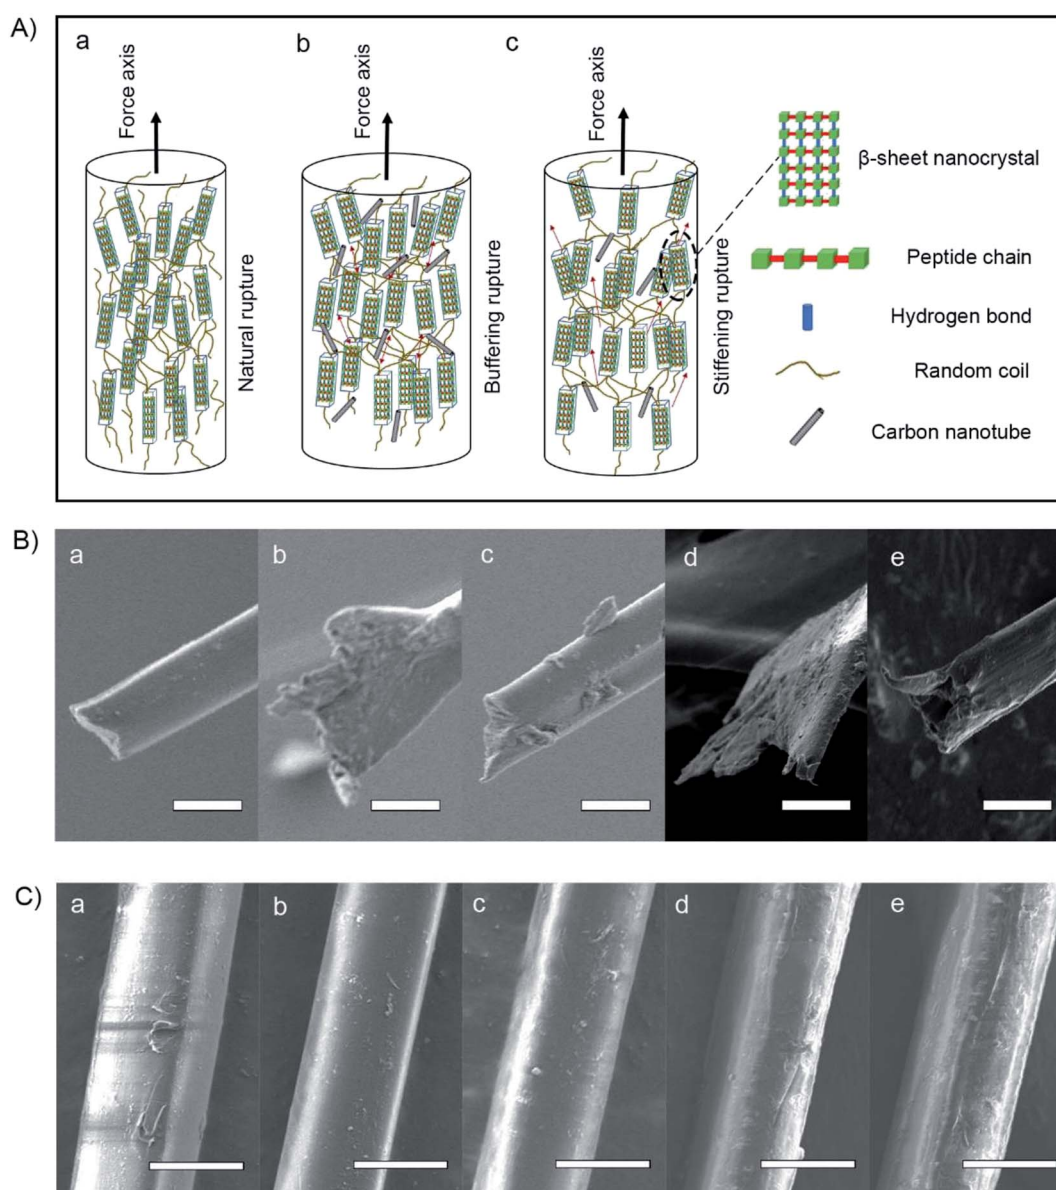 A)
a
b
c
Force axis
Force axis
Force axis
Natural rupture
Buffering rupture
Stiffening rupture
β-sheet nanocrystal
Peptide chain
Hydrogen bond
Random coil
Carbon nanotube
B)
a
b
c
d
e
C)
a
b
c
d
e